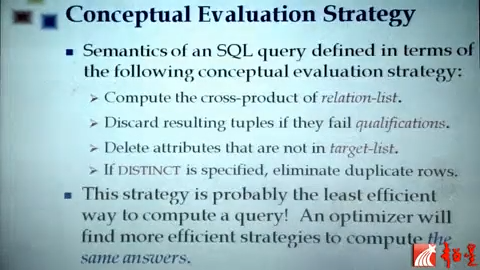 Conceptual Evaluation Strategy
Semantics of an SQL query defined in terms of
the following conceptual evaluation strategy:
Compute the cross-product of relation-list.
Discard resulting tuples if they fail qualifications.
Delete attributes that are not in target-list.
If DISTINCT is specified, eliminate duplicate rows.
This strategy is probably the least efficient
way to compute a query! An optimizer will
find more efficient strategies to compute the
same answers.